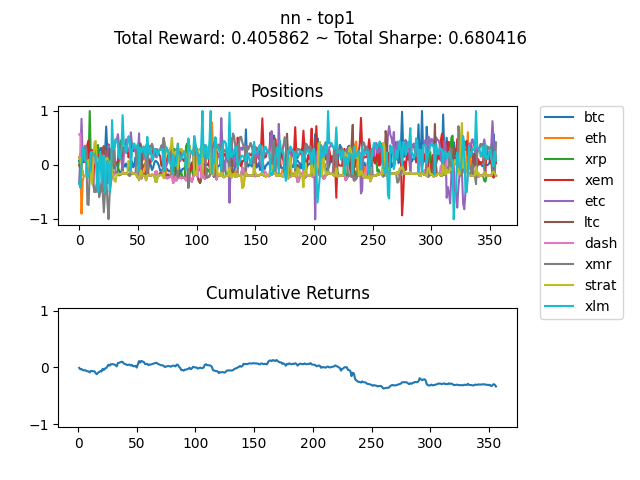 nn - top1
Total Reward: 0.405862 ~ Total Sharpe: 0.680416
Positions
1
0
−1
0
50
100
150
200
250
300
350
btc
eth
xrp
xem
etc
ltc
dash
xmr
strat
xlm
Cumulative Returns
1
0
−1
0
50
100
150
200
250
300
350